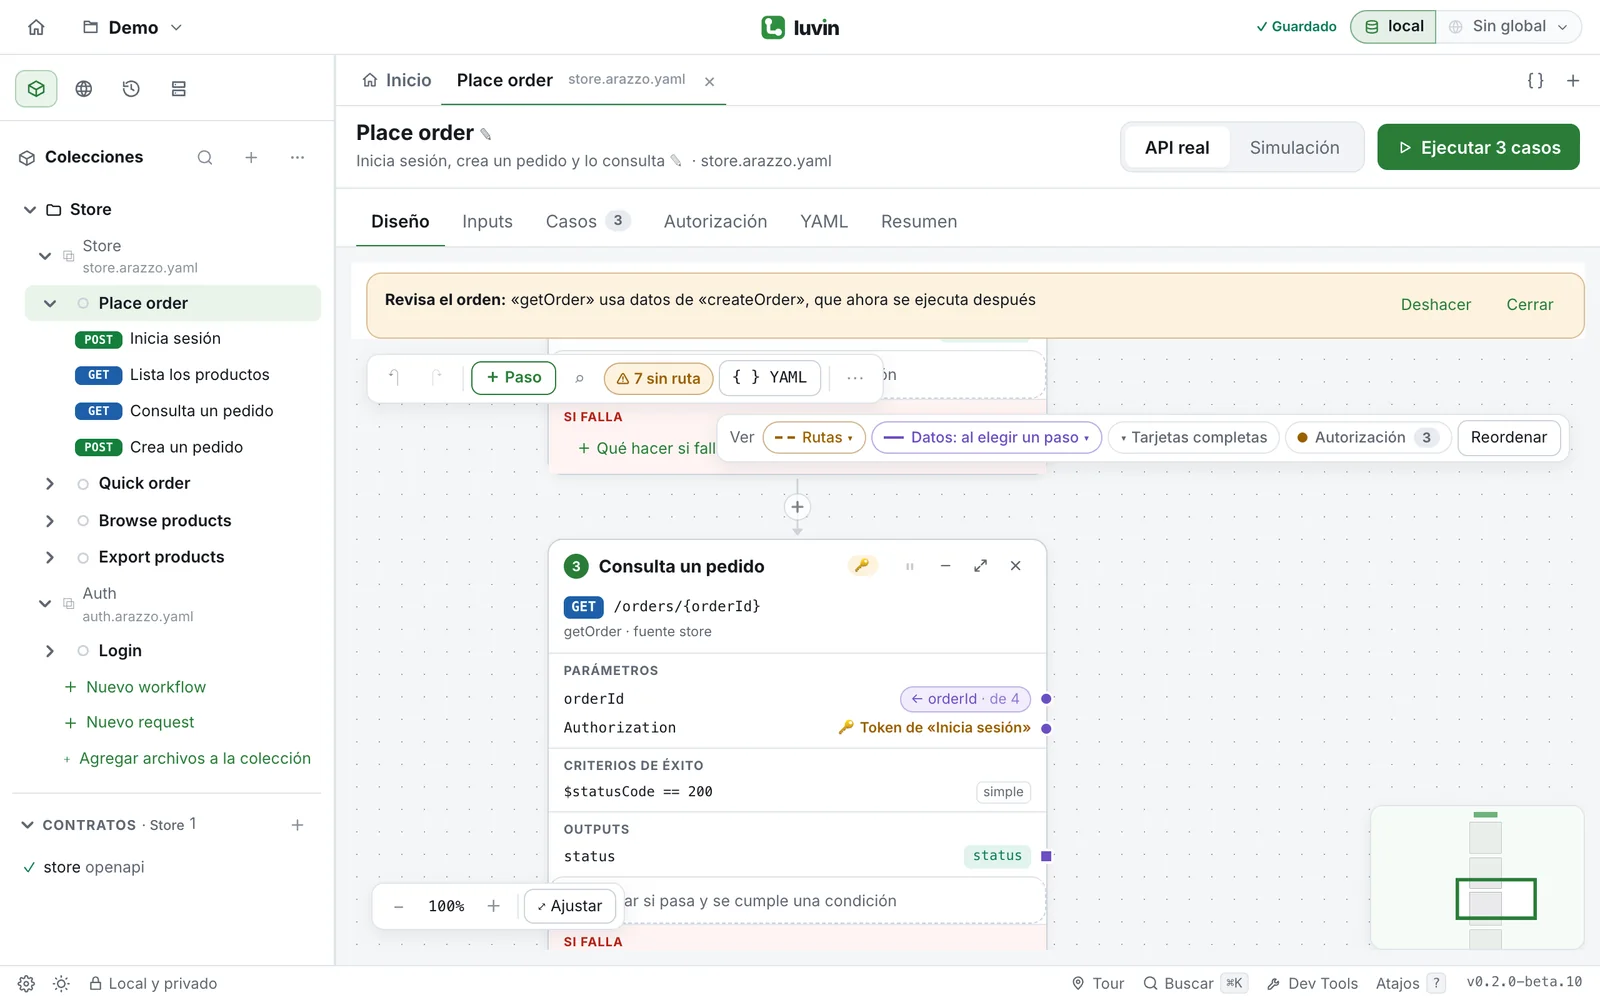 Demo
luvin
Guardado
local
Sin global
Inicio
Place order
store.arazzo.yaml
{ }
Colecciones
Store
Store
store.arazzo.yaml
Place order
POST Inicia sesión
GET Lista los productos
GET Consulta un pedido
POST Crea un pedido
Quick order
Browse products
Export products
Auth
auth.arazzo.yaml
Login
+ Nuevo workflow
+ Nuevo request
+ Agregar archivos a la colección
CONTRATOS · Store 1
store openapi
Place order
Inicia sesión, crea un pedido y lo consulta · store.arazzo.yaml
API real
Simulación
Ejecutar 3 casos
Diseño
Inputs
Casos 3
Autorización
YAML
Resumen
Revisa el orden: «getOrder» usa datos de «createOrder», que ahora se ejecuta después
Deshacer
Cerrar
+ Paso
7 sin ruta
{ } YAML
···
ón
SI FALLA
+ Qué hacer si fall
Ver
Rutas
Datos: al elegir un paso
Tarjetas completas
Autorización 3
Reordenar
3 Consulta un pedido
GET /orders/{orderId}
getOrder · fuente store
PARÁMETROS
orderId
← orderId · de 4
Authorization
Token de «Inicia sesión»
CRITERIOS DE ÉXITO
$statusCode == 200
simple
OUTPUTS
status
status
ar si pasa y se cumple una condición
SI FALLA
− 100% +
Ajustar
Local y privado
Tour
Buscar ⌘K
Dev Tools
Atajos ?
v0.2.0-beta.10